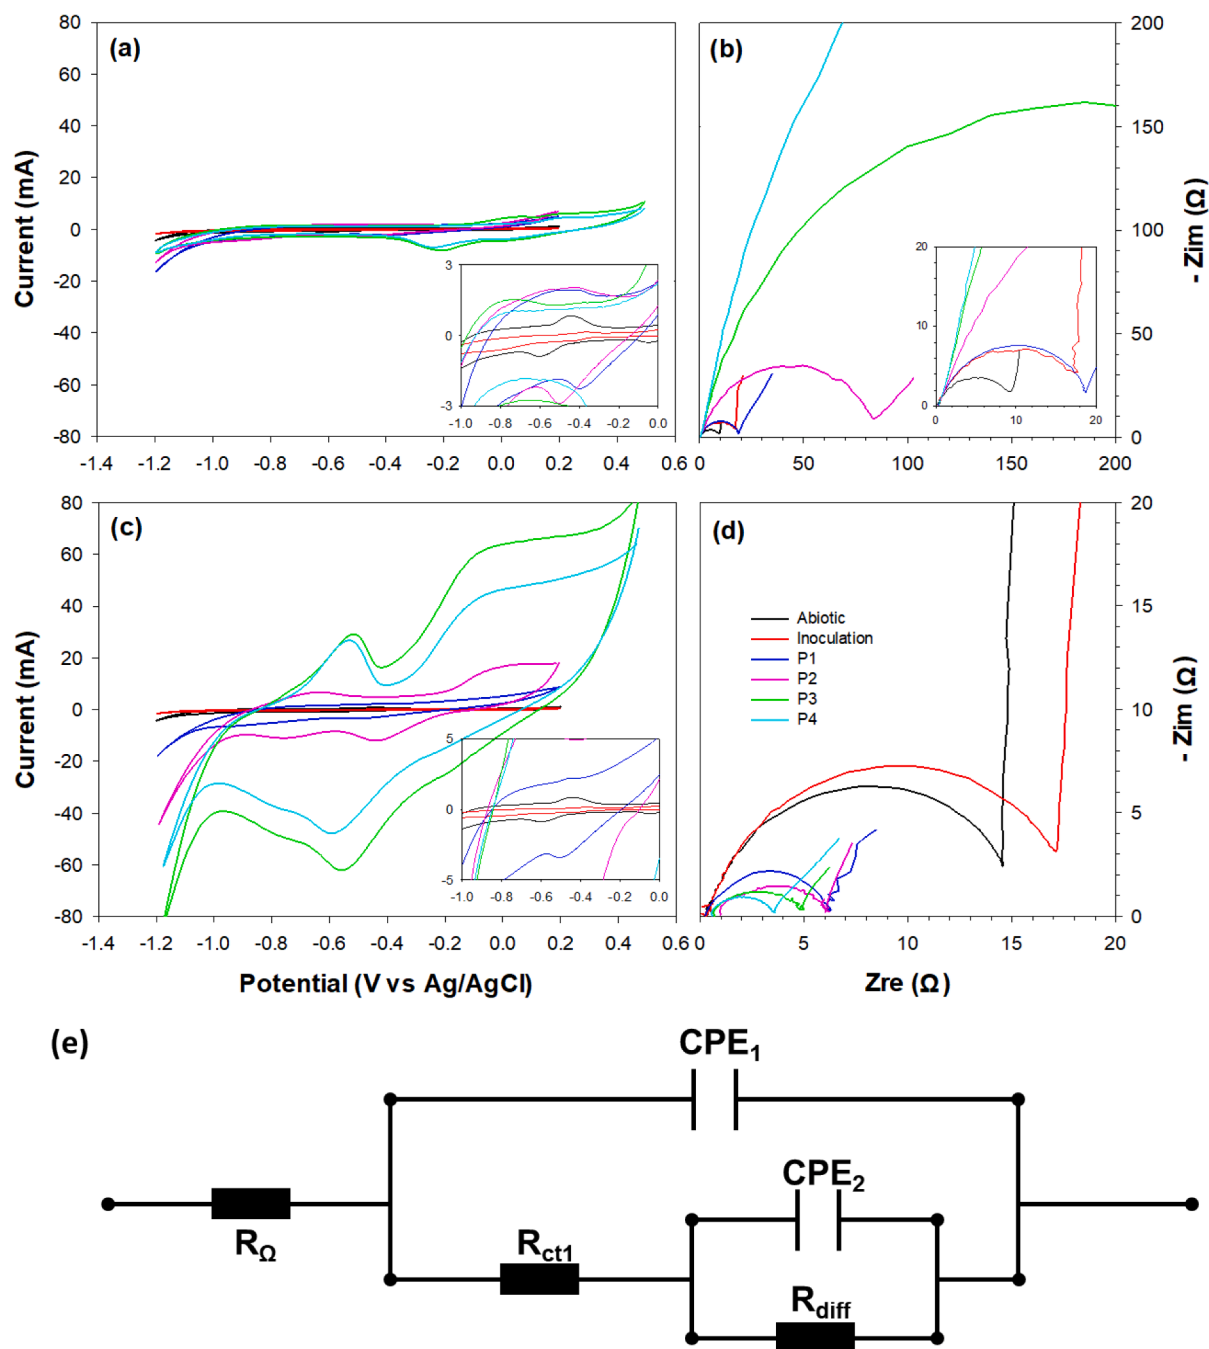 (a)
80
60
40
20
0
-20
-40
-60
-80
Current (mA)
-1.4 -1.2 -1.0 -0.8 -0.6 -0.4 -0.2 0.0 0.2 0.4 0.6
3
0
-3
-1.0 -0.8 -0.6 -0.4 -0.2 0.0
(b)
200
150
100
50
0
- Zim (Ω)
0 50 100 150 200
20
10
0
0 10 20
(c)
80
60
40
20
0
-20
-40
-60
-80
Current (mA)
-1.4 -1.2 -1.0 -0.8 -0.6 -0.4 -0.2 0.0 0.2 0.4 0.6
Potential (V vs Ag/AgCl)
5
0
-5
-1.0 -0.8 -0.6 -0.4 -0.2 0.0
(d)
20
15
10
5
0
- Zim (Ω)
Abiotic
Inoculation
P1
P2
P3
P4
0 5 10 15 20
Zre (Ω)
(e)
CPE1
CPE2
RΩ
Rct1
Rdiff